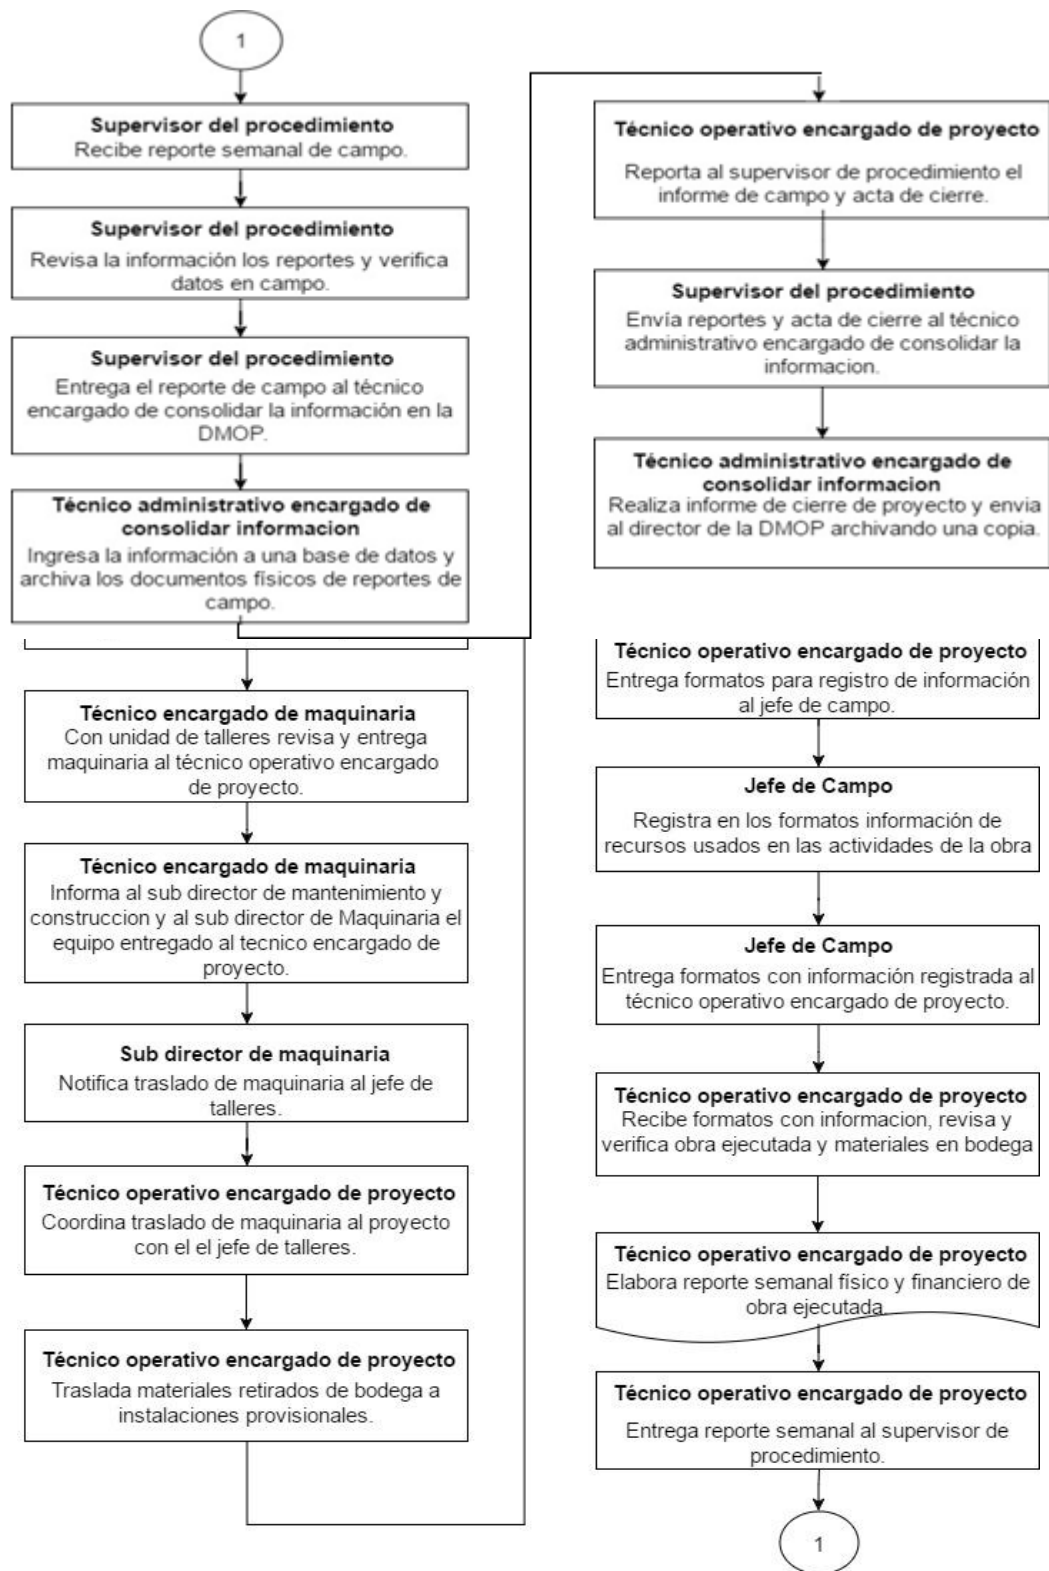 1
Supervisor del procedimiento
Recibe reporte semanal de campo.
Supervisor del procedimiento
Revisa la información los reportes y verifica
datos en campo.
Supervisor del procedimiento
Entrega el reporte de campo al técnico
encargado de consolidar la información en la
DMOP.
Técnico administrativo encargado de
consolidar informacion
Ingresa la información a una base de datos y
archiva los documentos físicos de reportes de
campo.
Técnico operativo encargado de proyecto
Reporta al supervisor de procedimiento el
informe de campo y acta de cierre.
Supervisor del procedimiento
Envía reportes y acta de cierre al técnico
administrativo encargado de consolidar la
informacion.
Técnico administrativo encargado de
consolidar informacion
Realiza informe de cierre de proyecto y envia
al director de la DMOP archivando una copia.
Técnico encargado de maquinaria
Con unidad de talleres revisa y entrega
maquinaria al técnico operativo encargado
de proyecto.
Técnico encargado de maquinaria
Informa al sub director de mantenimiento y
construccion y al sub director de Maquinaria el
equipo entregado al tecnico encargado de
proyecto.
Sub director de maquinaria
Notifica traslado de maquinaria al jefe de
talleres.
Técnico operativo encargado de proyecto
Coordina traslado de maquinaria al proyecto
con el el jefe de talleres.
Técnico operativo encargado de proyecto
Traslada materiales retirados de bodega a
instalaciones provisionales.
Técnico operativo encargado de proyecto
Entrega formatos para registro de información
al jefe de campo.
Jefe de Campo
Registra en los formatos información de
recursos usados en las actividades de la obra
Jefe de Campo
Entrega formatos con información registrada al
técnico operativo encargado de proyecto.
Técnico operativo encargado de proyecto
Recibe formatos con informacion, revisa y
verifica obra ejecutada y materiales en bodega
Técnico operativo encargado de proyecto
Elabora reporte semanal físico y financiero de
obra ejecutada.
Técnico operativo encargado de proyecto
Entrega reporte semanal al supervisor de
procedimiento.
1